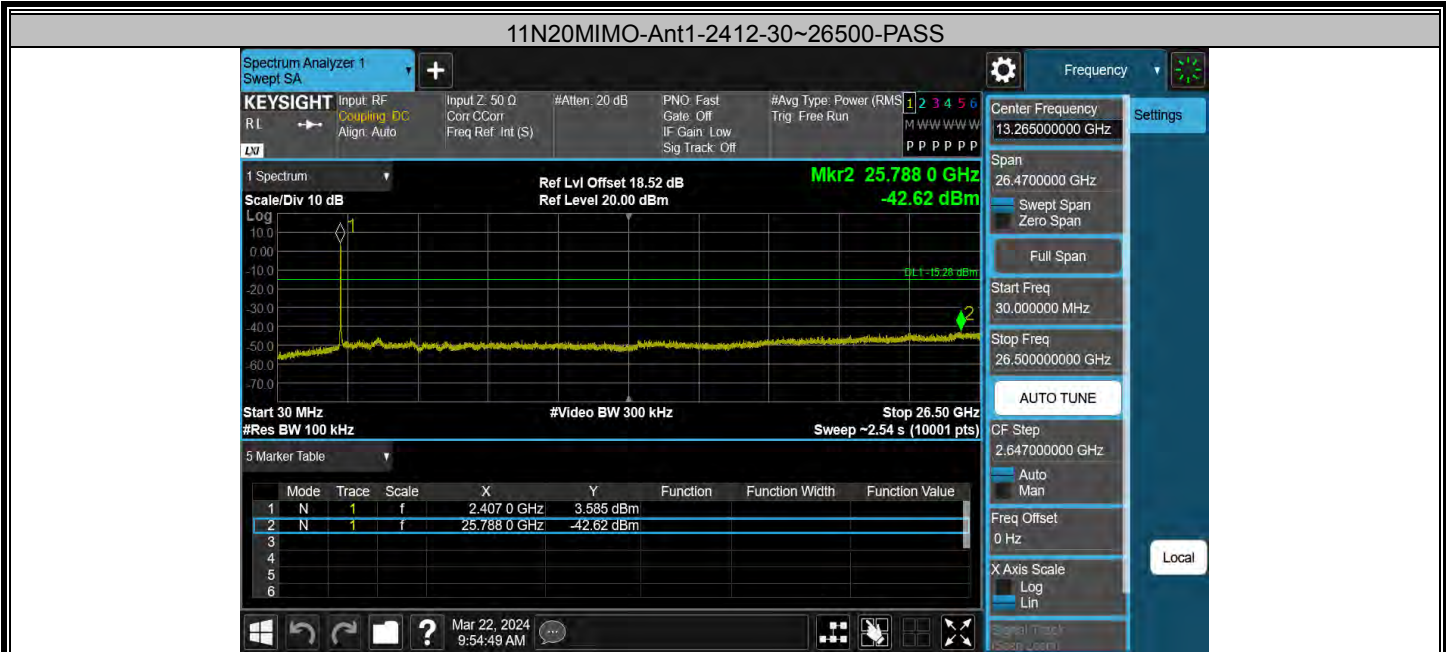 11N20MIMO-Ant1-2412-30~26500-PASS
Spectrum Analyzer 1
Swept SA
Frequency
KEYSIGHT
RL
LXI
Input: RF
Coupling: DC
Align: Auto
Input Z: 50 Ω
Corr CCorr
Freq Ref: Int (S)
#Atten: 20 dB
PNO: Fast
Gate: Off
IF Gain: Low
Sig Track: Off
#Avg Type: Power (RMS
Trig: Free Run
1 2 3 4 5 6
M W W W W W
P P P P P P
1 Spectrum
Scale/Div 10 dB
Ref Lvl Offset 18.52 dB
Ref Level 20.00 dBm
Mkr2 25.788 0 GHz
-42.62 dBm
Log
10.0
0.00
-10.0
-20.0
-30.0
-40.0
-50.0
-60.0
-70.0
1
DL1 -15.28 dBm
2
Start 30 MHz
#Res BW 100 kHz
#Video BW 300 kHz
Stop 26.50 GHz
Sweep ~2.54 s (10001 pts)
5 Marker Table
Mode Trace Scale X Y Function Function Width Function Value
1 N 1 f 2.407 0 GHz 3.585 dBm
2 N 1 f 25.788 0 GHz -42.62 dBm
3
4
5
6
Mar 22, 2024
9:54:49 AM
Center Frequency
13.265000000 GHz
Settings
Span
26.4700000 GHz
Swept Span
Zero Span
Full Span
Start Freq
30.000000 MHz
Stop Freq
26.500000000 GHz
AUTO TUNE
CF Step
2.647000000 GHz
Auto
Man
Freq Offset
0 Hz
Local
X Axis Scale
Log
Lin
Signal Track
(Span Zoom)